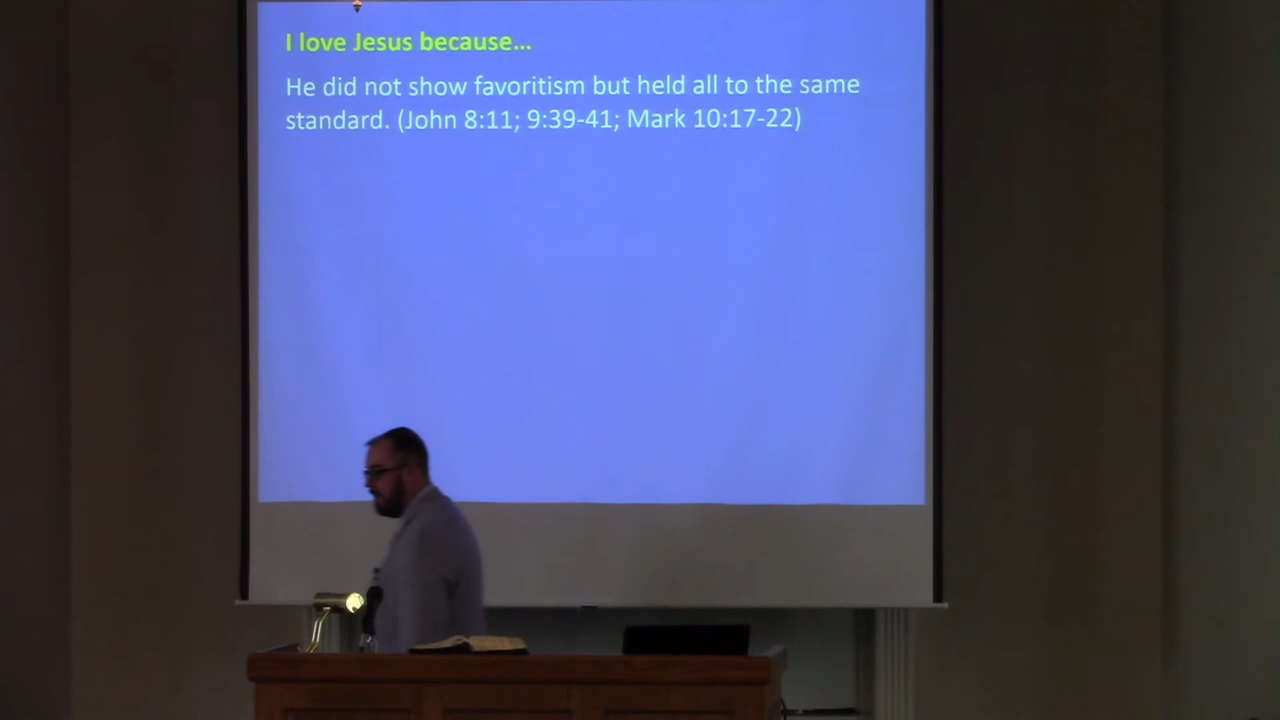 I love Jesus because...
He did not show favoritism but held all to the same
standard. (John 8:11; 9:39-41; Mark 10:17-22)